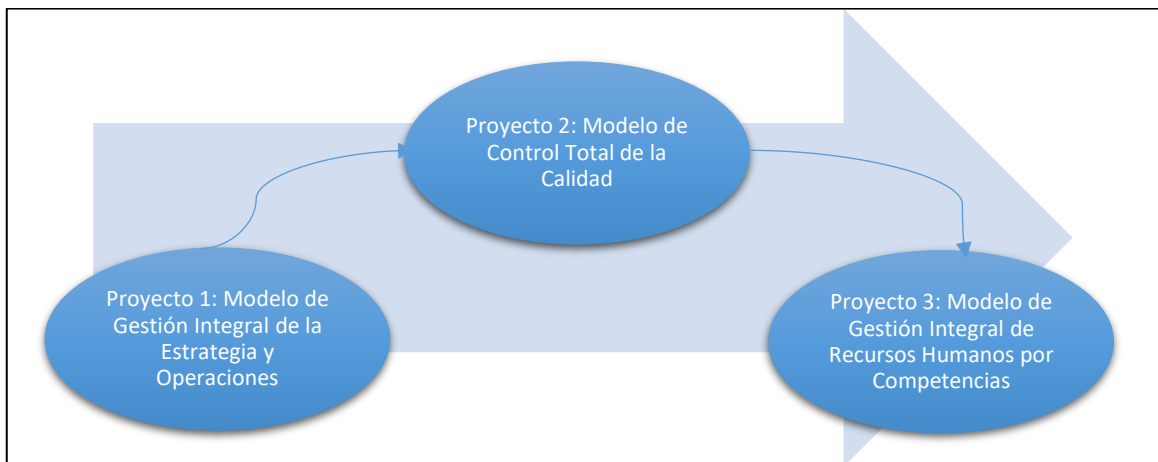 Proyecto 1: Modelo de
Gestión Integral de la
Estrategia y
Operaciones
Proyecto 2: Modelo de
Control Total de la
Calidad
Proyecto 3: Modelo de
Gestión Integral de
Recursos Humanos por
Competencias